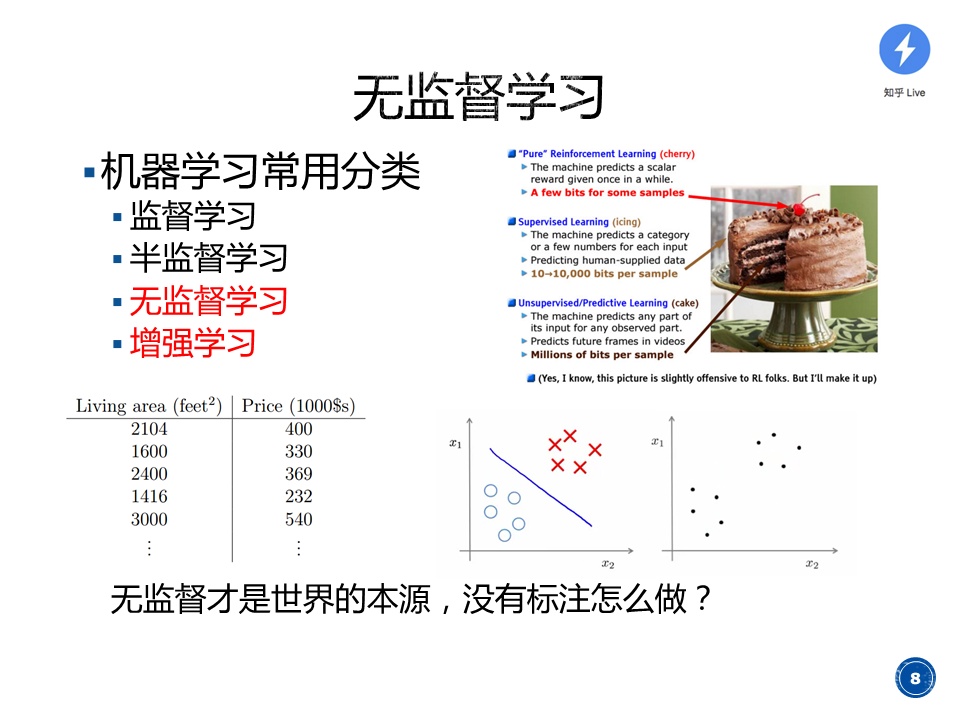 知乎 Live
无监督学习
机器学习常用分类
监督学习
半监督学习
无监督学习
增强学习
“Pure” Reinforcement Learning (cherry)
The machine predicts a scalar
reward given once in a while.
A few bits for some samples
Supervised Learning (icing)
The machine predicts a category
or a few numbers for each input
Predicting human-supplied data
10→10,000 bits per sample
Unsupervised/Predictive Learning (cake)
The machine predicts any part of
its input for any observed part.
Predicts future frames in videos
Millions of bits per sample
(Yes, I know, this picture is slightly offensive to RL folks. But I’ll make it up)
Living area (feet²) Price (1000$s)
2104 400
1600 330
2400 369
1416 232
3000 540
⋮ ⋮
x₁
x₂
x₁
x₂
无监督才是世界的本源，没有标注怎么做？
8